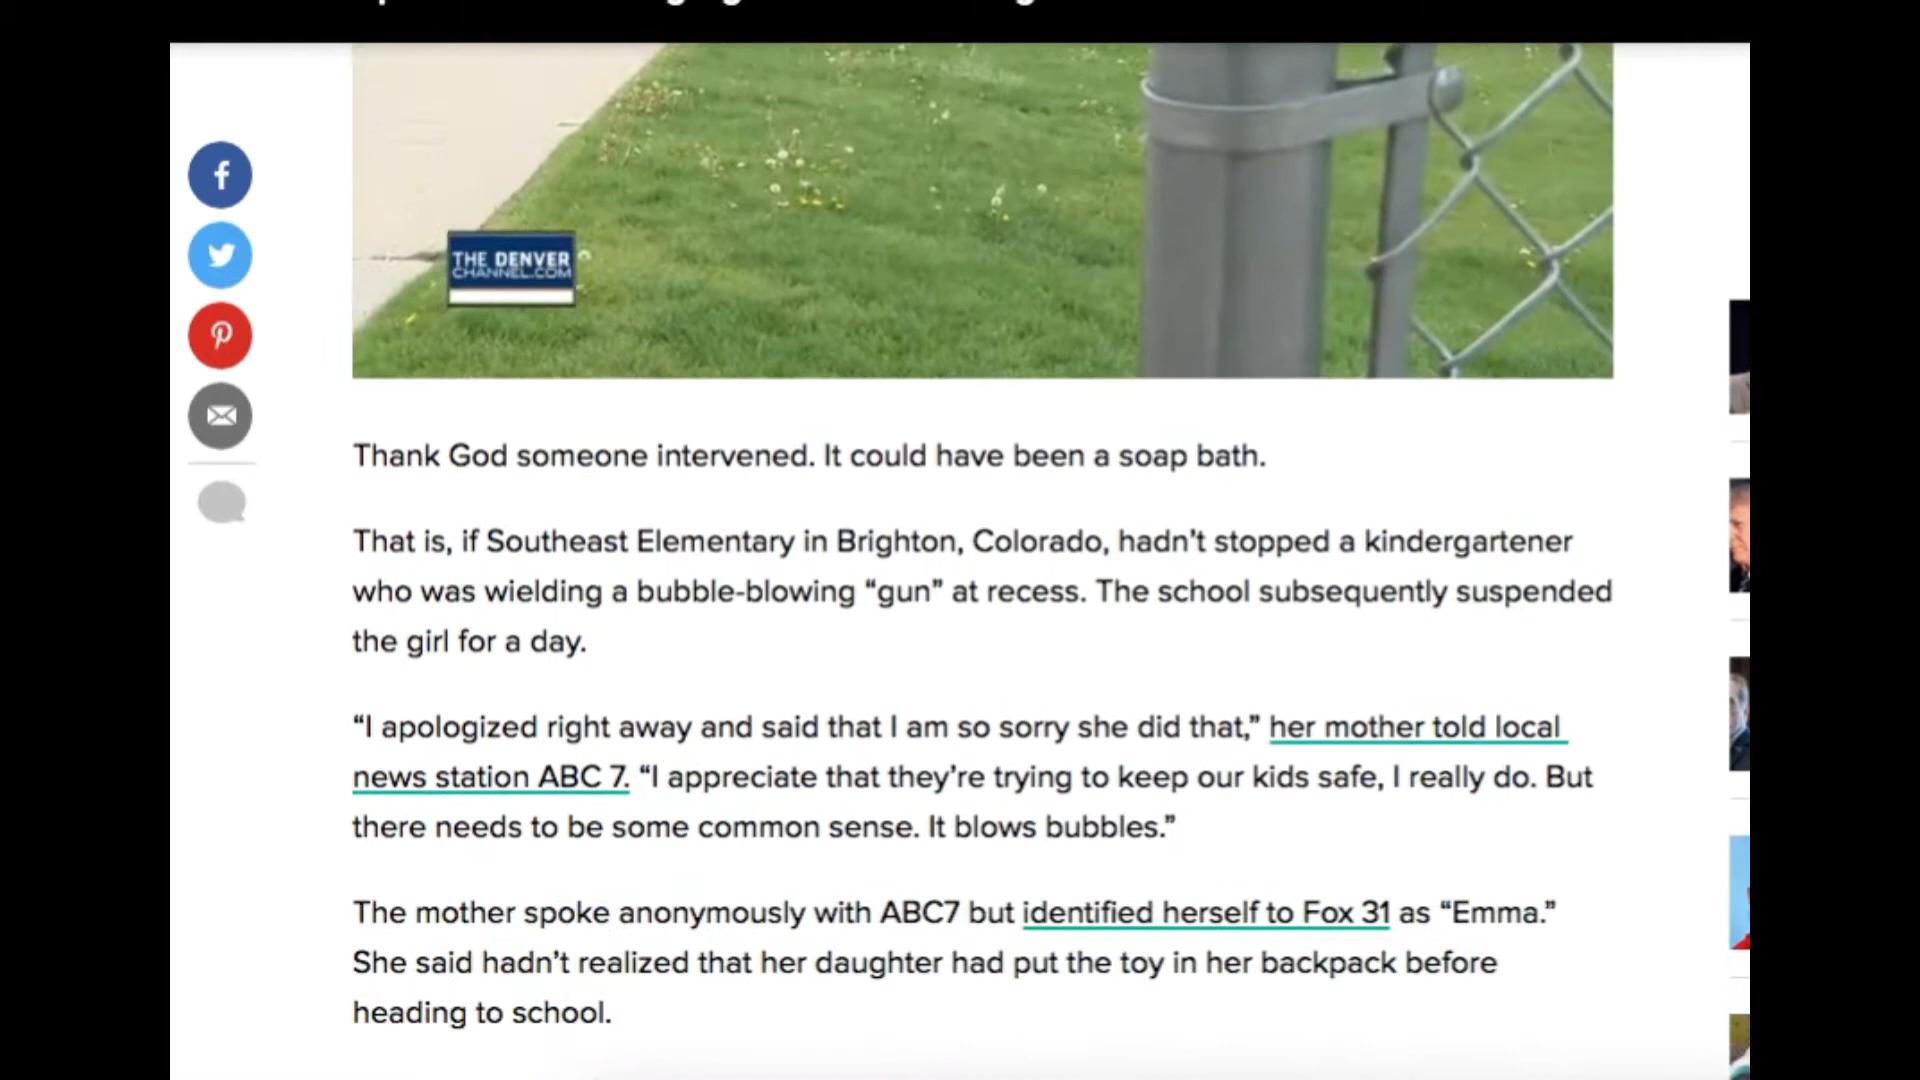 THE DENVER
CHANNEL.COM
Thank God someone intervened. It could have been a soap bath.
That is, if Southeast Elementary in Brighton, Colorado, hadn’t stopped a kindergartener
who was wielding a bubble-blowing “gun” at recess. The school subsequently suspended
the girl for a day.
“I apologized right away and said that I am so sorry she did that,” her mother told local
news station ABC 7. “I appreciate that they’re trying to keep our kids safe, I really do. But
there needs to be some common sense. It blows bubbles.”
The mother spoke anonymously with ABC7 but identified herself to Fox 31 as “Emma.”
She said hadn’t realized that her daughter had put the toy in her backpack before
heading to school.